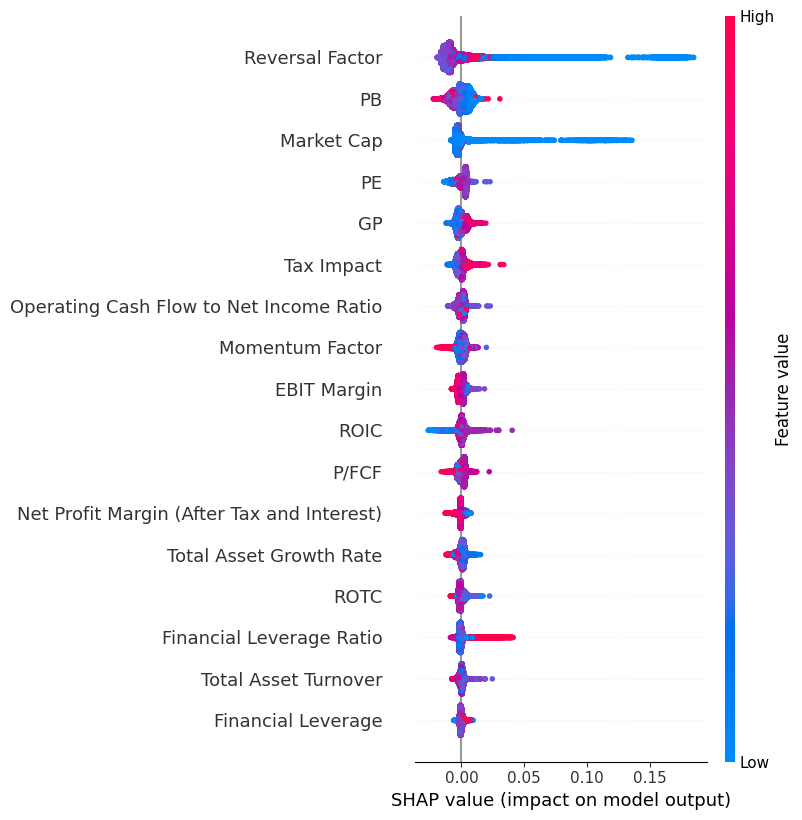 High
Reversal Factor
PB
Market Cap
PE
GP
Tax Impact
Operating Cash Flow to Net Income Ratio
Momentum Factor
EBIT Margin
ROIC
P/FCF
Net Profit Margin (After Tax and Interest)
Total Asset Growth Rate
ROTC
Financial Leverage Ratio
Total Asset Turnover
Financial Leverage
Feature value
Low
0.00 0.05 0.10 0.15
SHAP value (impact on model output)